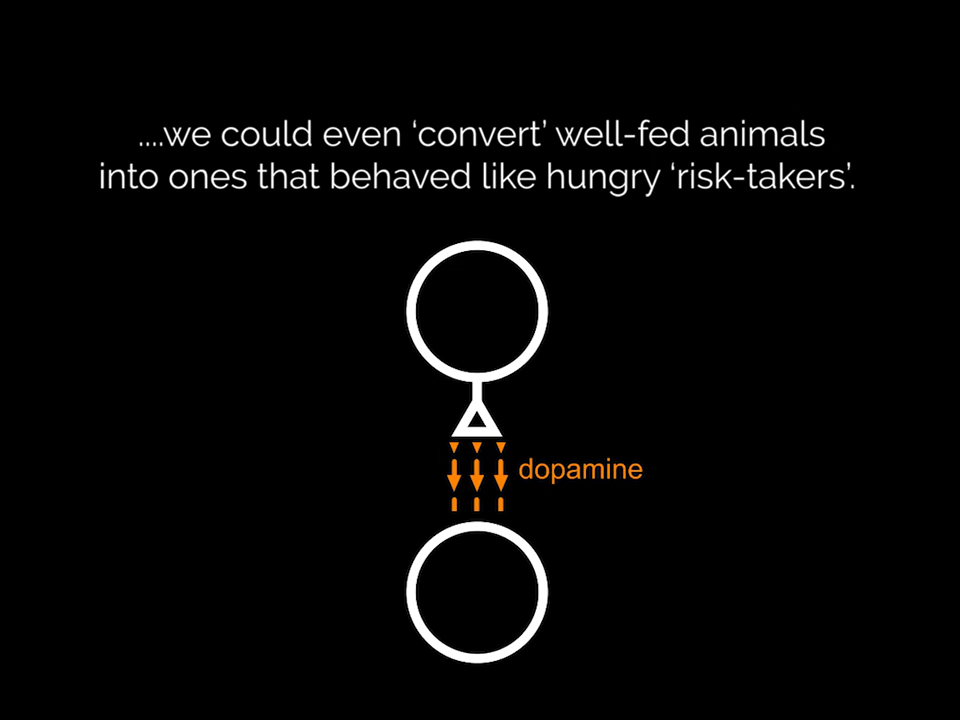 ....we could even ‘convert’ well-fed animals
into ones that behaved like hungry ‘risk-takers’.
dopamine